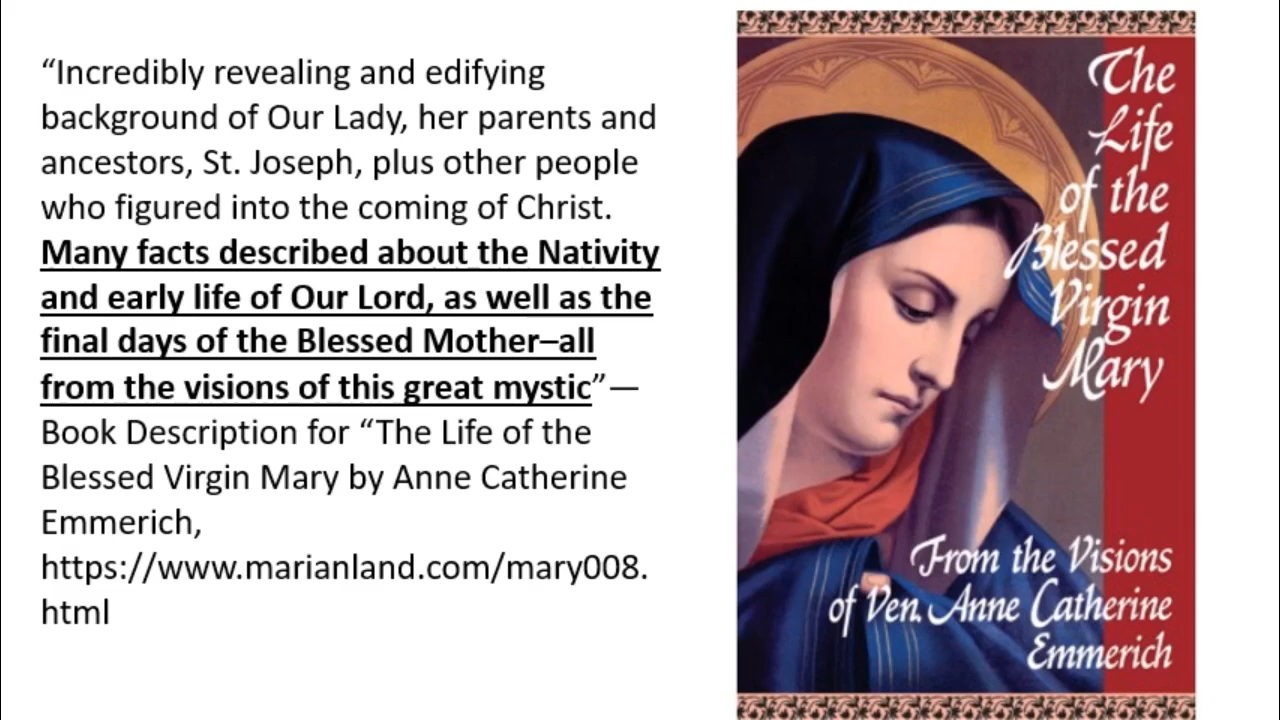 “Incredibly revealing and edifying
background of Our Lady, her parents and
ancestors, St. Joseph, plus other people
who figured into the coming of Christ.
Many facts described about the Nativity
and early life of Our Lord, as well as the
final days of the Blessed Mother–all
from the visions of this great mystic”—
Book Description for “The Life of the
Blessed Virgin Mary by Anne Catherine
Emmerich,
https://www.marianland.com/mary008.
html
The
Life
of the
Blessed
Virgin
Mary
From the Visions
of Ven. Anne Catherine
Emmerich